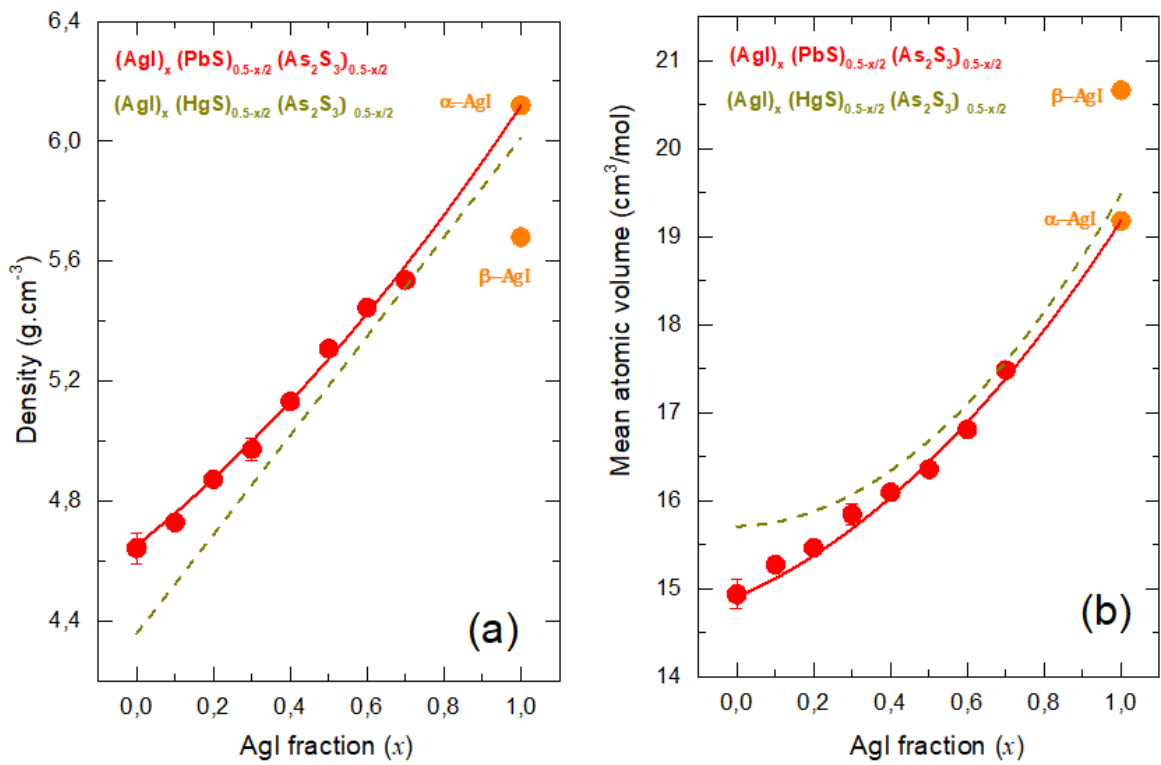 6,4
6,0
5,6
5,2
4,8
4,4
Density (g.cm⁻³)
(AgI)ₓ (PbS)₀.₅₋ₓ/₂ (As₂S₃)₀.₅₋ₓ/₂
(AgI)ₓ (HgS)₀.₅₋ₓ/₂ (As₂S₃) ₀.₅₋ₓ/₂
α–AgI
β–AgI
(a)
0,0 0,2 0,4 0,6 0,8 1,0
AgI fraction (x)
21
20
19
18
17
16
15
14
Mean atomic volume (cm³/mol)
(AgI)ₓ (PbS)₀.₅₋ₓ/₂ (As₂S₃)₀.₅₋ₓ/₂
(AgI)ₓ (HgS)₀.₅₋ₓ/₂ (As₂S₃) ₀.₅₋ₓ/₂
β–AgI
α–AgI
(b)
0,0 0,2 0,4 0,6 0,8 1,0
AgI fraction (x)